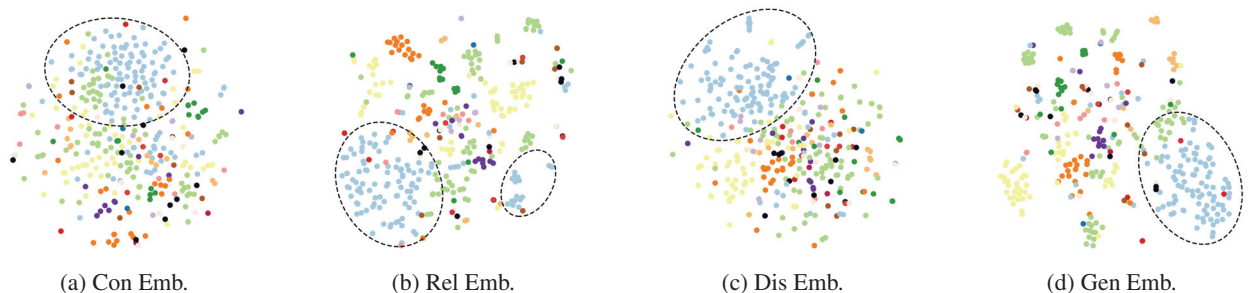 (a) Con Emb.
(b) Rel Emb.
(c) Dis Emb.
(d) Gen Emb.